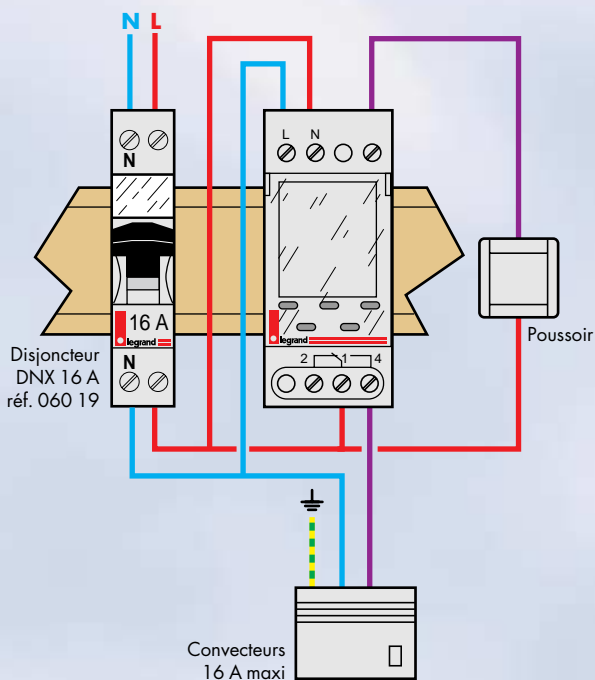 N L
N
L N
16 A
legrand
legrand
Poussoir
2 1 4
Disjoncteur
DNX 16 A
réf. 060 19
N
Convecteurs
16 A maxi